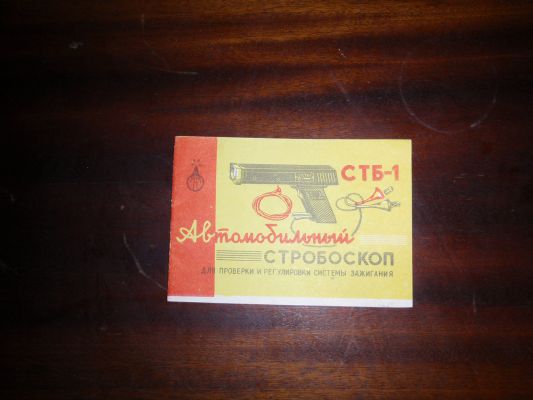 СТБ-1
Автомобильный
СТРОБОСКОП
ДЛЯ ПРОВЕРКИ И РЕГУЛИРОВКИ СИСТЕМЫ ЗАЖИГАНИЯ